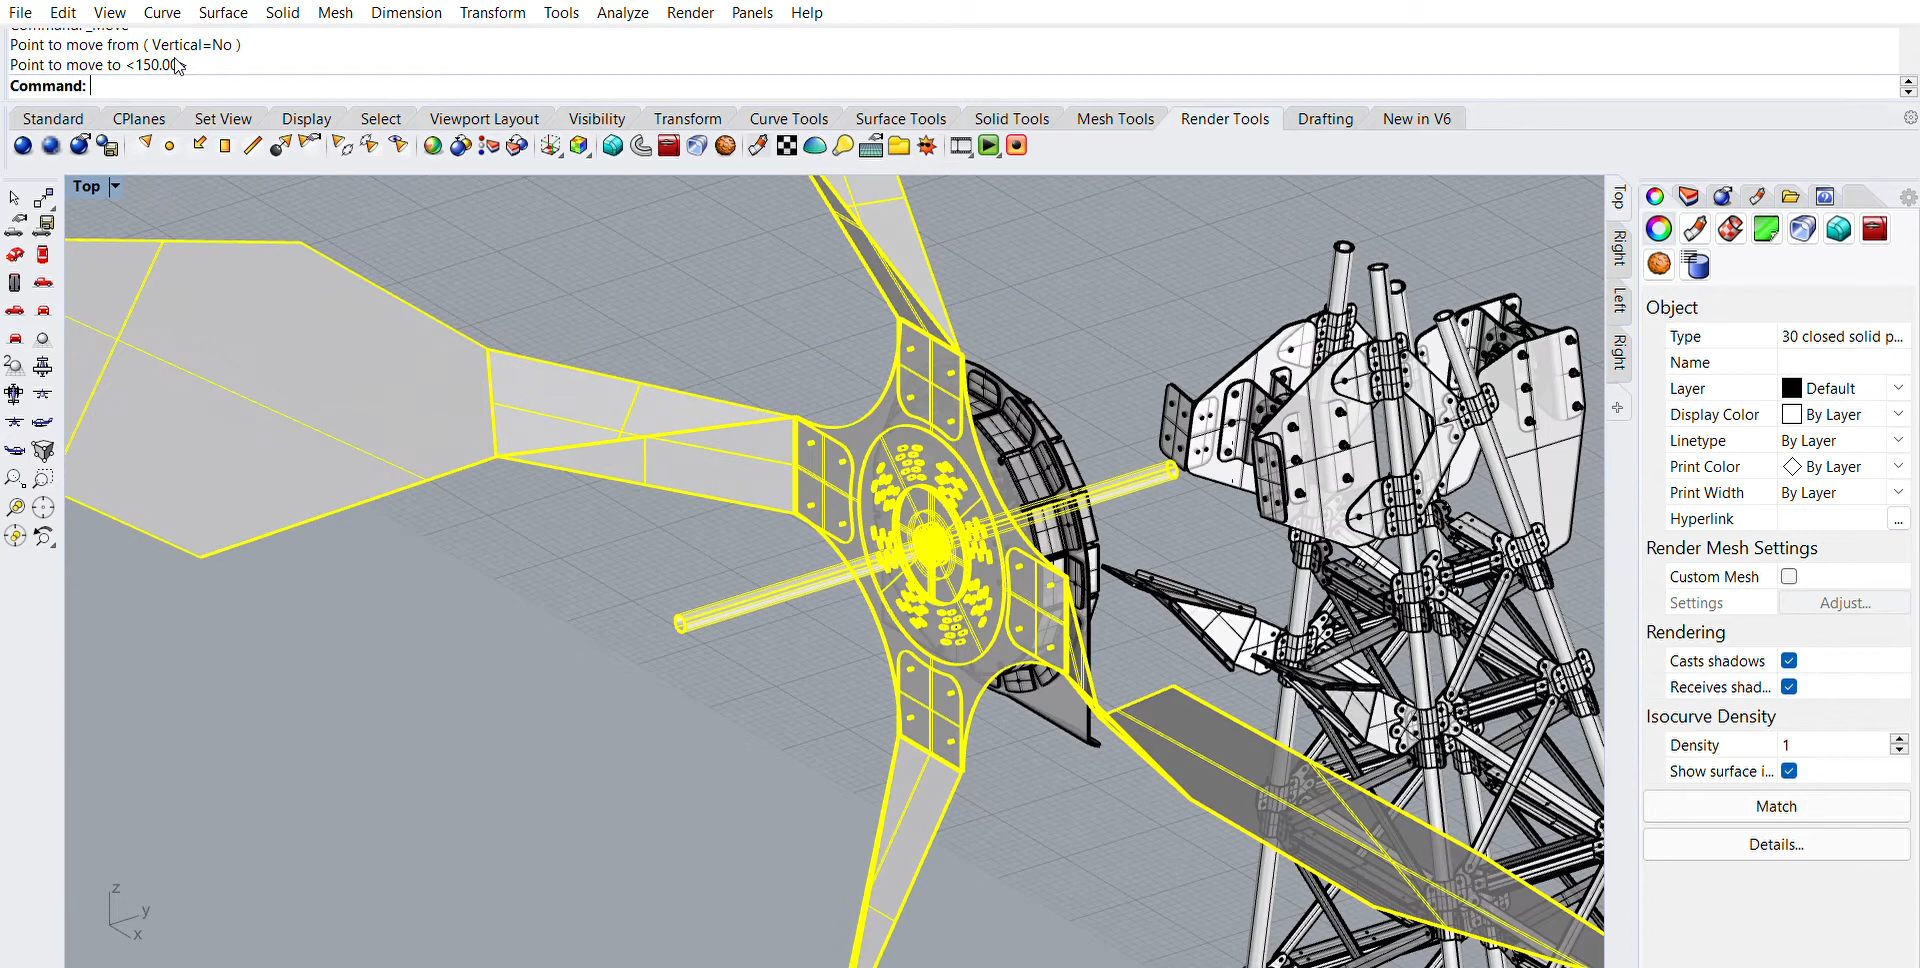 File Edit View Curve Surface Solid Mesh Dimension Transform Tools Analyze Render Panels Help
Command: _Move
Point to move from ( Vertical=No )
Point to move to <150.00>
Command:
Standard CPlanes Set View Display Select Viewport Layout Visibility Transform Curve Tools Surface Tools Solid Tools Mesh Tools Render Tools Drafting New in V6
Top
Top
Right
Left
Right
Object
Type 30 closed solid p...
Name
Layer Default
Display Color By Layer
Linetype By Layer
Print Color By Layer
Print Width By Layer
Hyperlink ...
Render Mesh Settings
Custom Mesh
Settings Adjust...
Rendering
Casts shadows
Receives shad...
Isocurve Density
Density 1
Show surface i...
Match
Details...
z
y
x